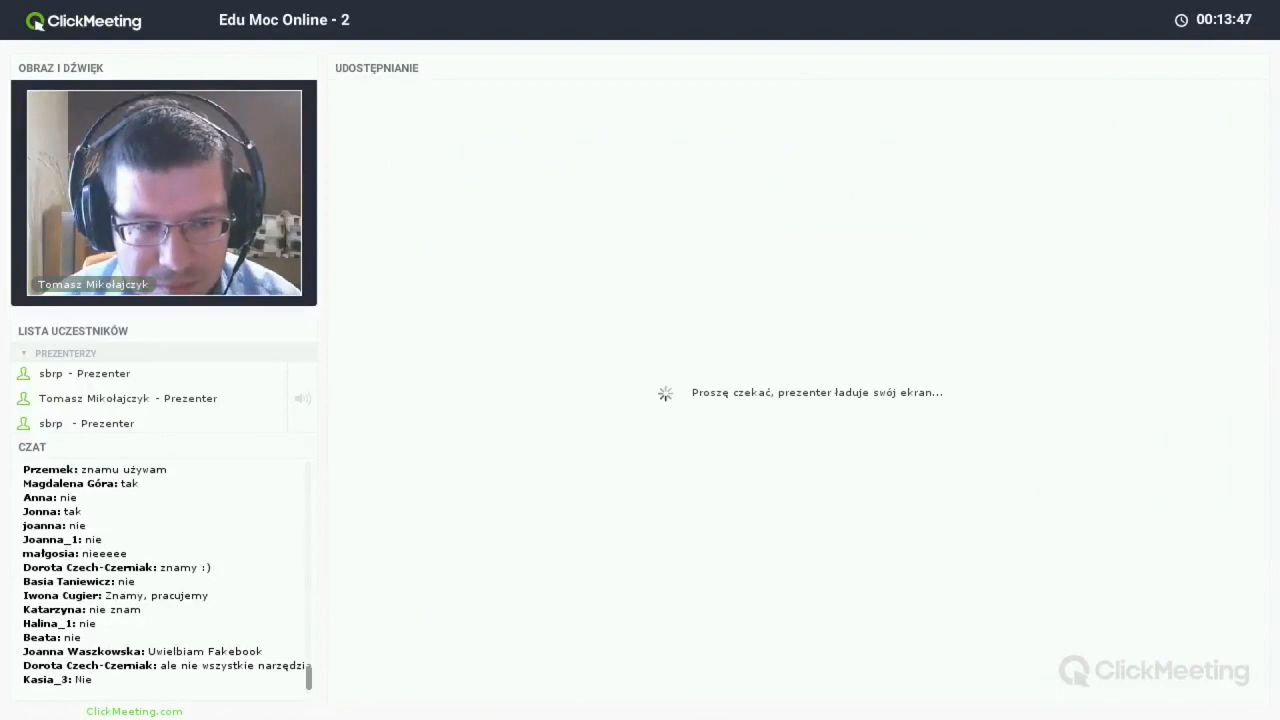 ClickMeeting
Edu Moc Online - 2
00:13:47
OBRAZ I DŹWIĘK
UDOSTĘPNIANIE
Tomasz Mikołajczyk
LISTA UCZESTNIKÓW
PREZENTERZY
sbrp - Prezenter
Tomasz Mikołajczyk - Prezenter
sbrp - Prezenter
Proszę czekać, prezenter ładuje swój ekran...
CZAT
Przemek: znamu używam
Magdalena Góra: tak
Anna: nie
Jonna: tak
joanna: nie
Joanna_1: nie
małgosia: nieeeee
Dorota Czech-Czerniak: znamy :)
Basia Taniewicz: nie
Iwona Cugier: Znamy, pracujemy
Katarzyna: nie znam
Halina_1: nie
Beata: nie
Joanna Waszkowska: Uwielbiam Fakebook
Dorota Czech-Czerniak: ale nie wszystkie narzędzia
Kasia_3: Nie
ClickMeeting
ClickMeeting.com